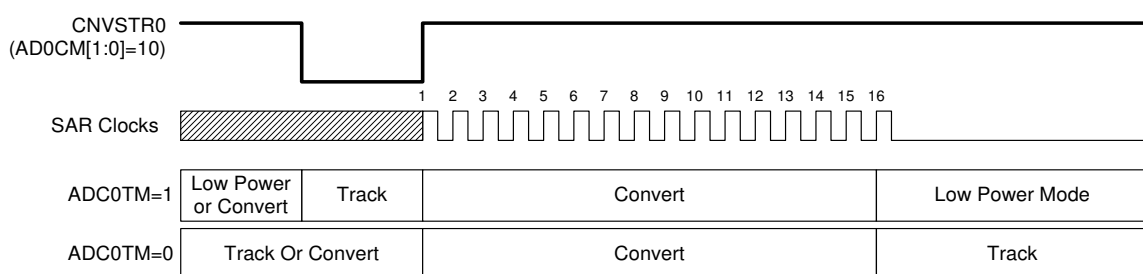 CNVSTR0
(AD0CM[1:0]=10)
1 2 3 4 5 6 7 8 9 10 11 12 13 14 15 16
SAR Clocks
ADC0TM=1
Low Power
or Convert
Track
Convert
Low Power Mode
ADC0TM=0
Track Or Convert
Convert
Track